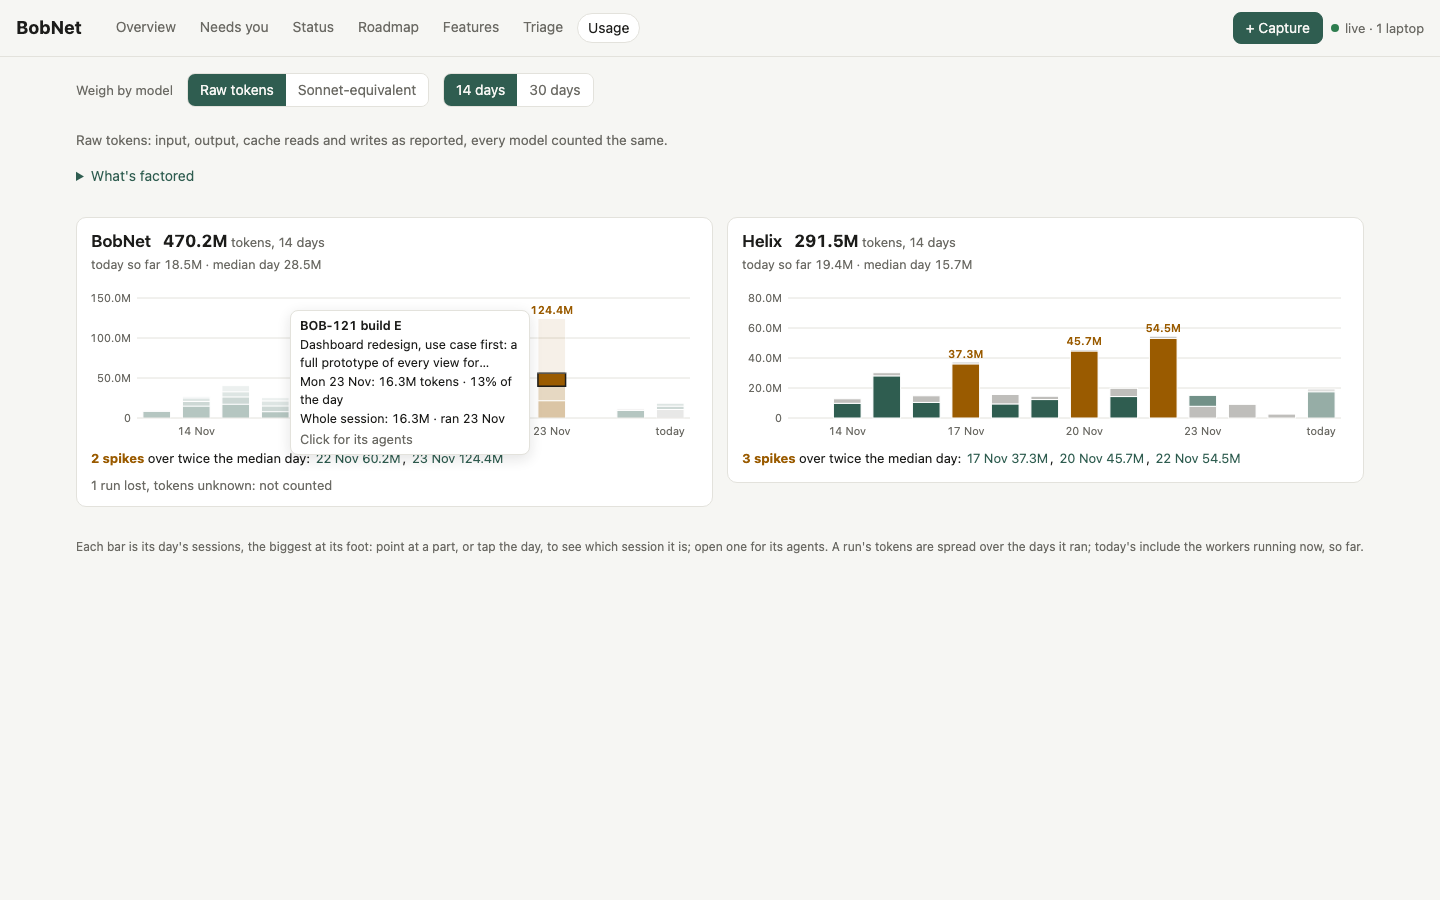 BobNet
Overview
Needs you
Status
Roadmap
Features
Triage
Usage
+ Capture
live · 1 laptop
Weigh by model
Raw tokens
Sonnet-equivalent
14 days
30 days
Raw tokens: input, output, cache reads and writes as reported, every model counted the same.
What's factored
BobNet 470.2M tokens, 14 days
today so far 18.5M · median day 28.5M
150.0M
100.0M
50.0M
0
124.4M
14 Nov
23 Nov
today
BOB-121 build E
Dashboard redesign, use case first: a
full prototype of every view for…
Mon 23 Nov: 16.3M tokens · 13% of
the day
Whole session: 16.3M · ran 23 Nov
Click for its agents
2 spikes over twice the median day: 22 Nov 60.2M, 23 Nov 124.4M
1 run lost, tokens unknown: not counted
Helix 291.5M tokens, 14 days
today so far 19.4M · median day 15.7M
80.0M
60.0M
40.0M
20.0M
0
37.3M
45.7M
54.5M
14 Nov
17 Nov
20 Nov
23 Nov
today
3 spikes over twice the median day: 17 Nov 37.3M, 20 Nov 45.7M, 22 Nov 54.5M
Each bar is its day's sessions, the biggest at its foot: point at a part, or tap the day, to see which session it is; open one for its agents. A run's tokens are spread over the days it ran; today's include the workers running now, so far.